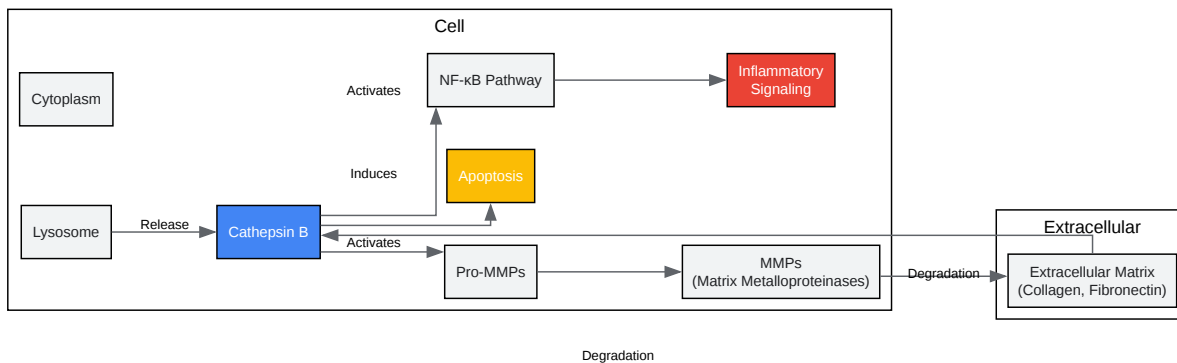 Cell
NF-κB Pathway
Inflammatory
Signaling
Activates
Cytoplasm
Induces
Apoptosis
Lysosome
Release
Cathepsin B
Activates
Pro-MMPs
MMPs
(Matrix Metalloproteinases)
Degradation
Extracellular
Extracellular Matrix
(Collagen, Fibronectin)
Degradation